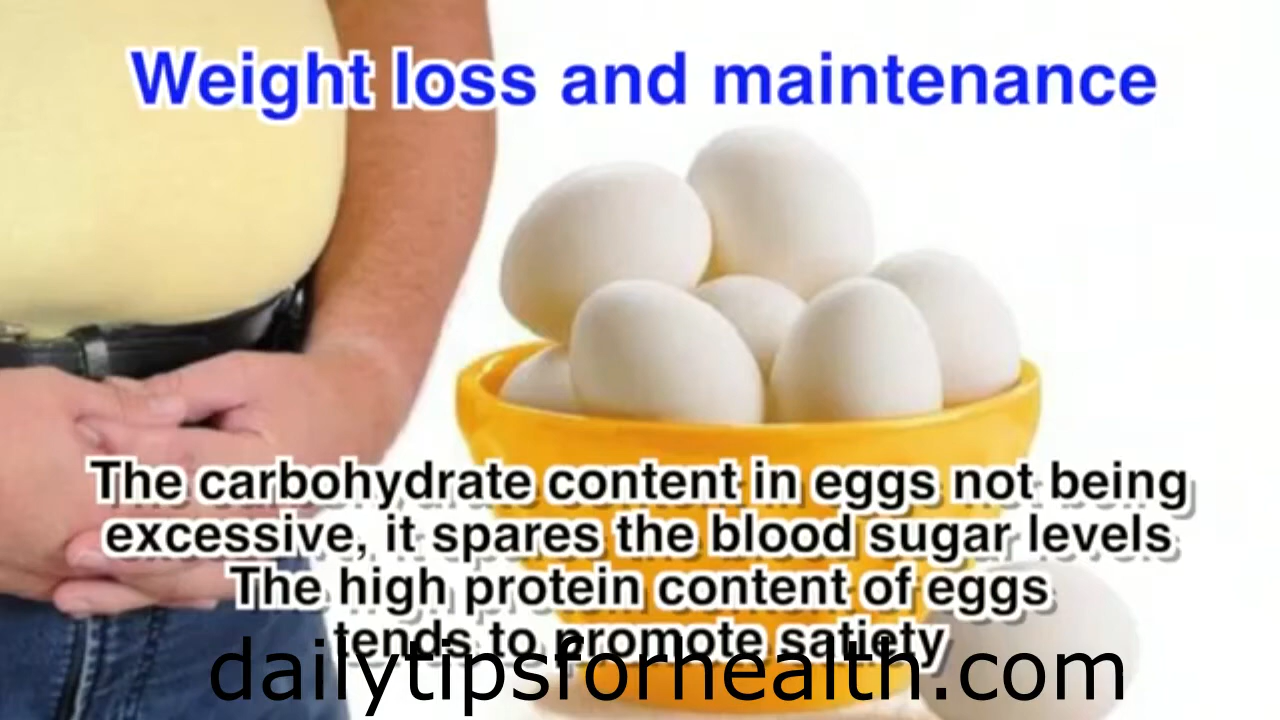 Weight loss and maintenance
The carbohydrate content in eggs not being
excessive, it spares the blood sugar levels
The high protein content of eggs
tends to promote satiety
dailytipsforhealth.com